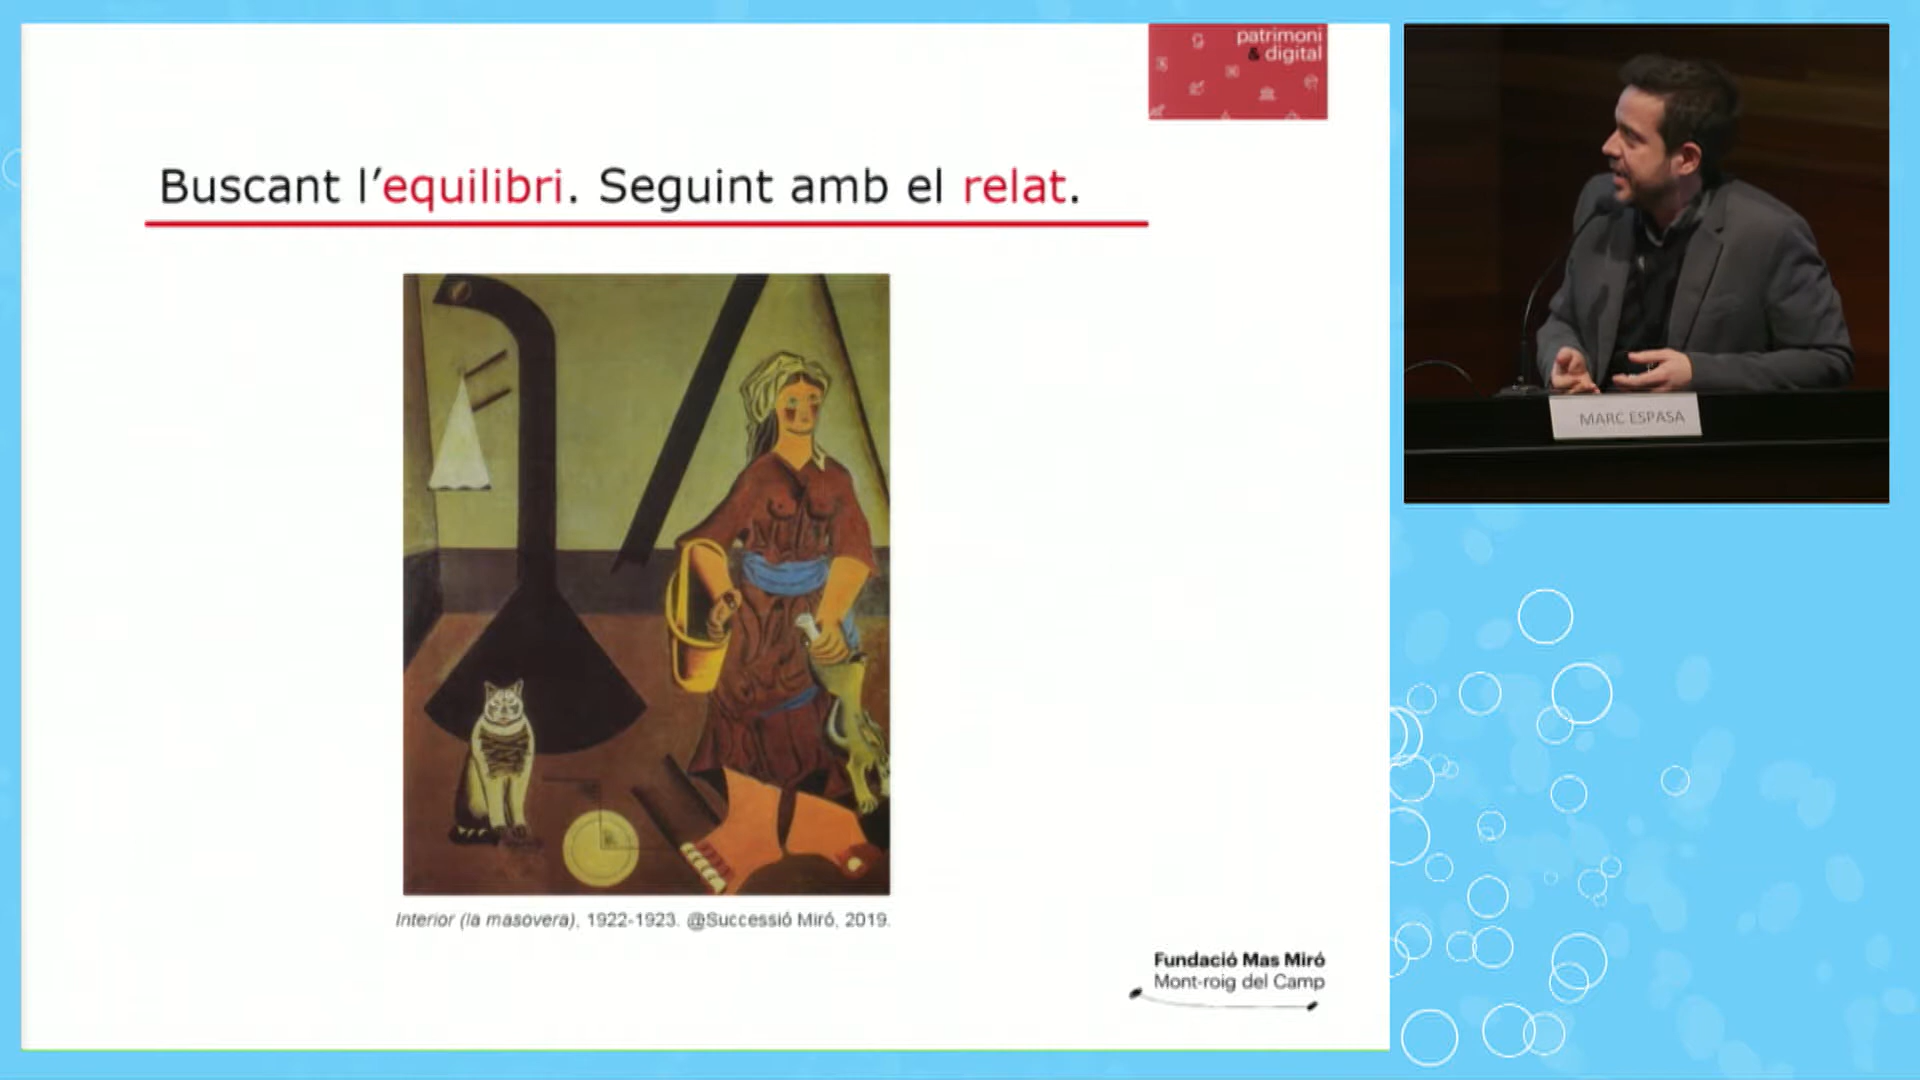 patrimoni
& digital
Buscant l’equilibri. Seguint amb el relat.
Interior (la masovera), 1922-1923. @Successió Miró, 2019.
Fundació Mas Miró
Mont-roig del Camp
MARC ESPASA